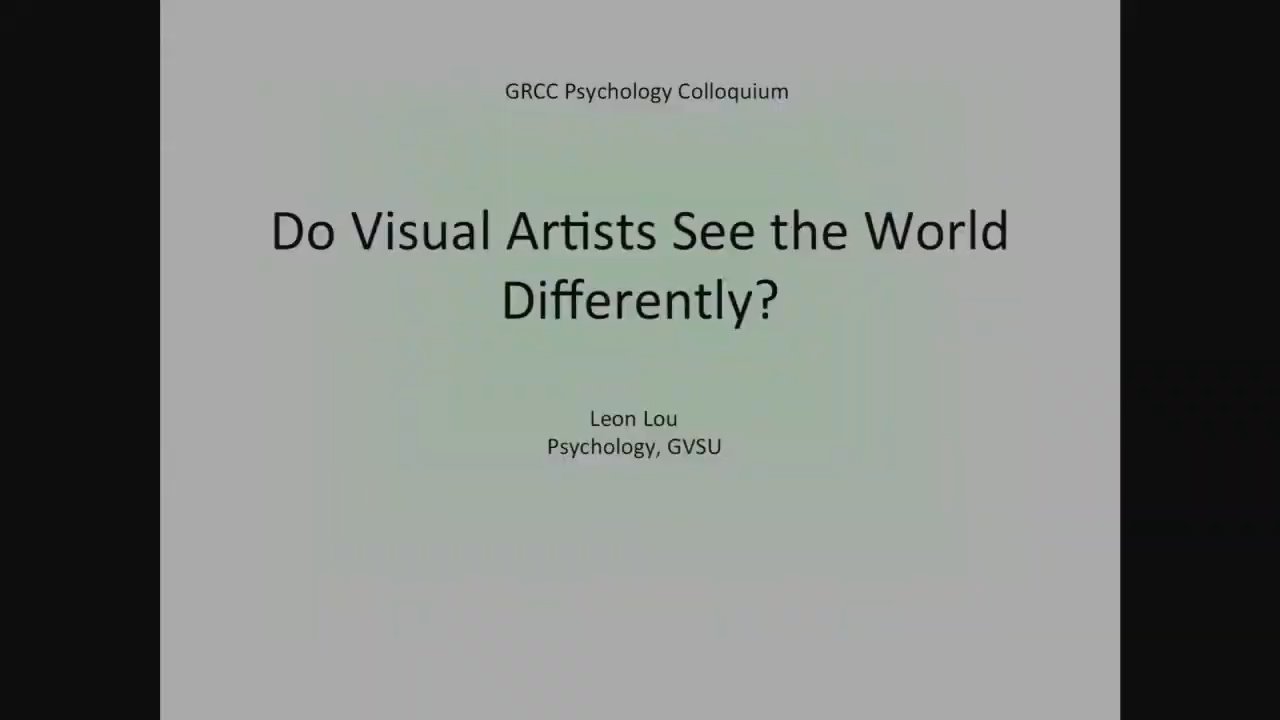 GRCC Psychology Colloquium
Do Visual Artists See the World
Differently?
Leon Lou
Psychology, GVSU